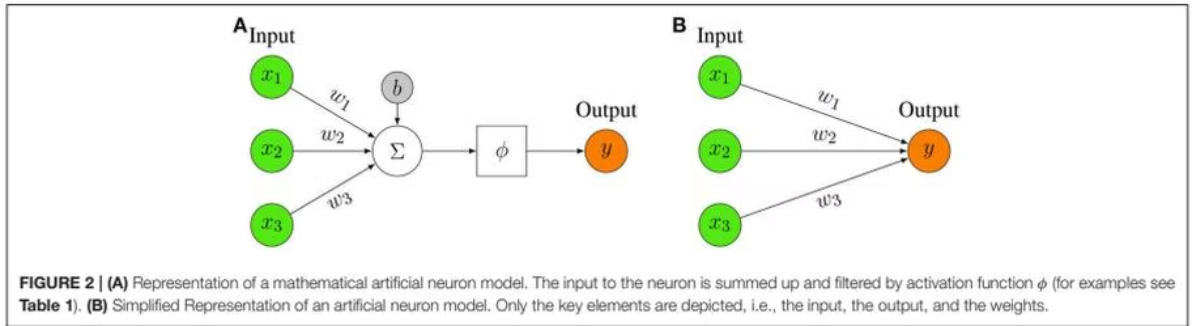 A
Input
x1
w1
b
x2
w2
Σ
ϕ
Output
y
x3
w3
B
Input
x1
w1
Output
x2
w2
y
x3
w3
FIGURE 2 | (A) Representation of a mathematical artificial neuron model. The input to the neuron is summed up and filtered by activation function ϕ (for examples see
Table 1). (B) Simplified Representation of an artificial neuron model. Only the key elements are depicted, i.e., the input, the output, and the weights.